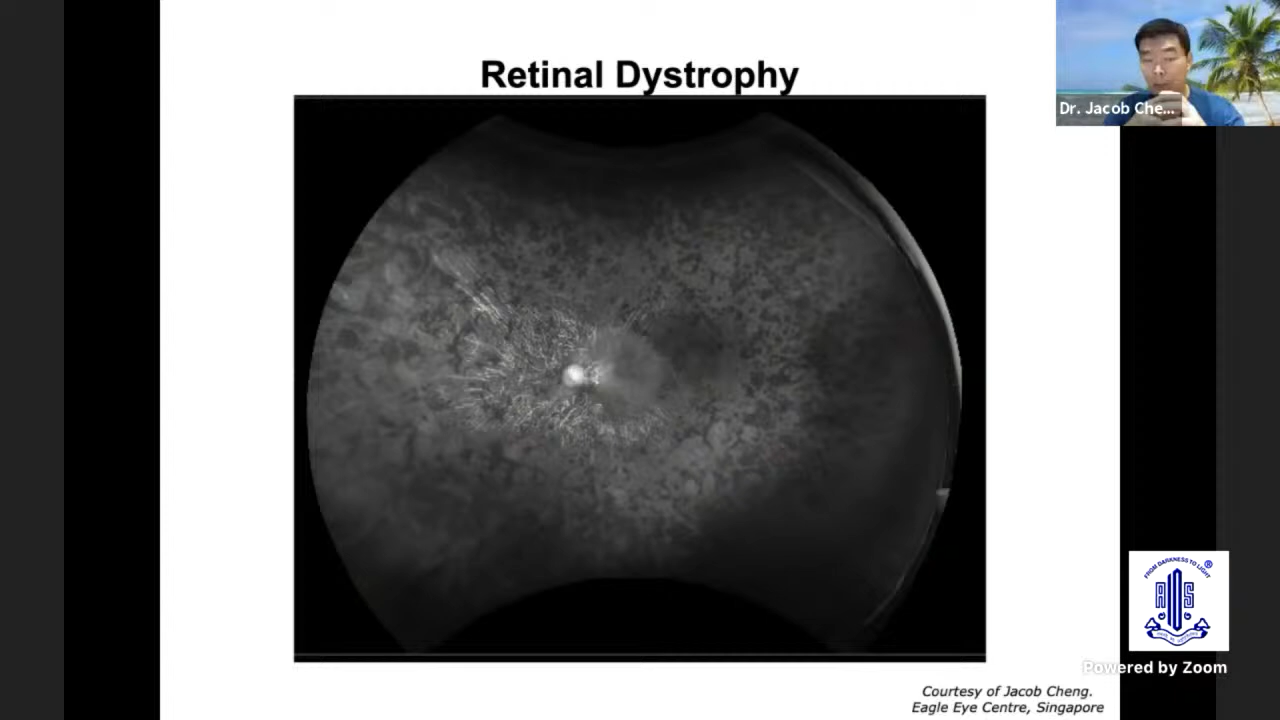 Retinal Dystrophy
Dr. Jacob Che...
FROM DARKNESS TO LIGHT
®
AIOS
Powered by Zoom
Courtesy of Jacob Cheng.
Eagle Eye Centre, Singapore